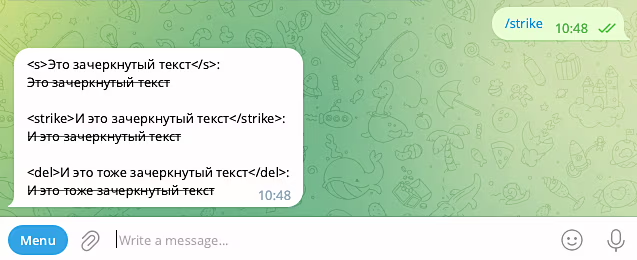 /strike 10:48
<s>Это зачеркнутый текст</s>:
Это зачеркнутый текст
<strike>И это зачеркнутый текст</strike>:
И это зачеркнутый текст
<del>И это тоже зачеркнутый текст</del>:
И это тоже зачеркнутый текст
10:48
Menu Write a message...